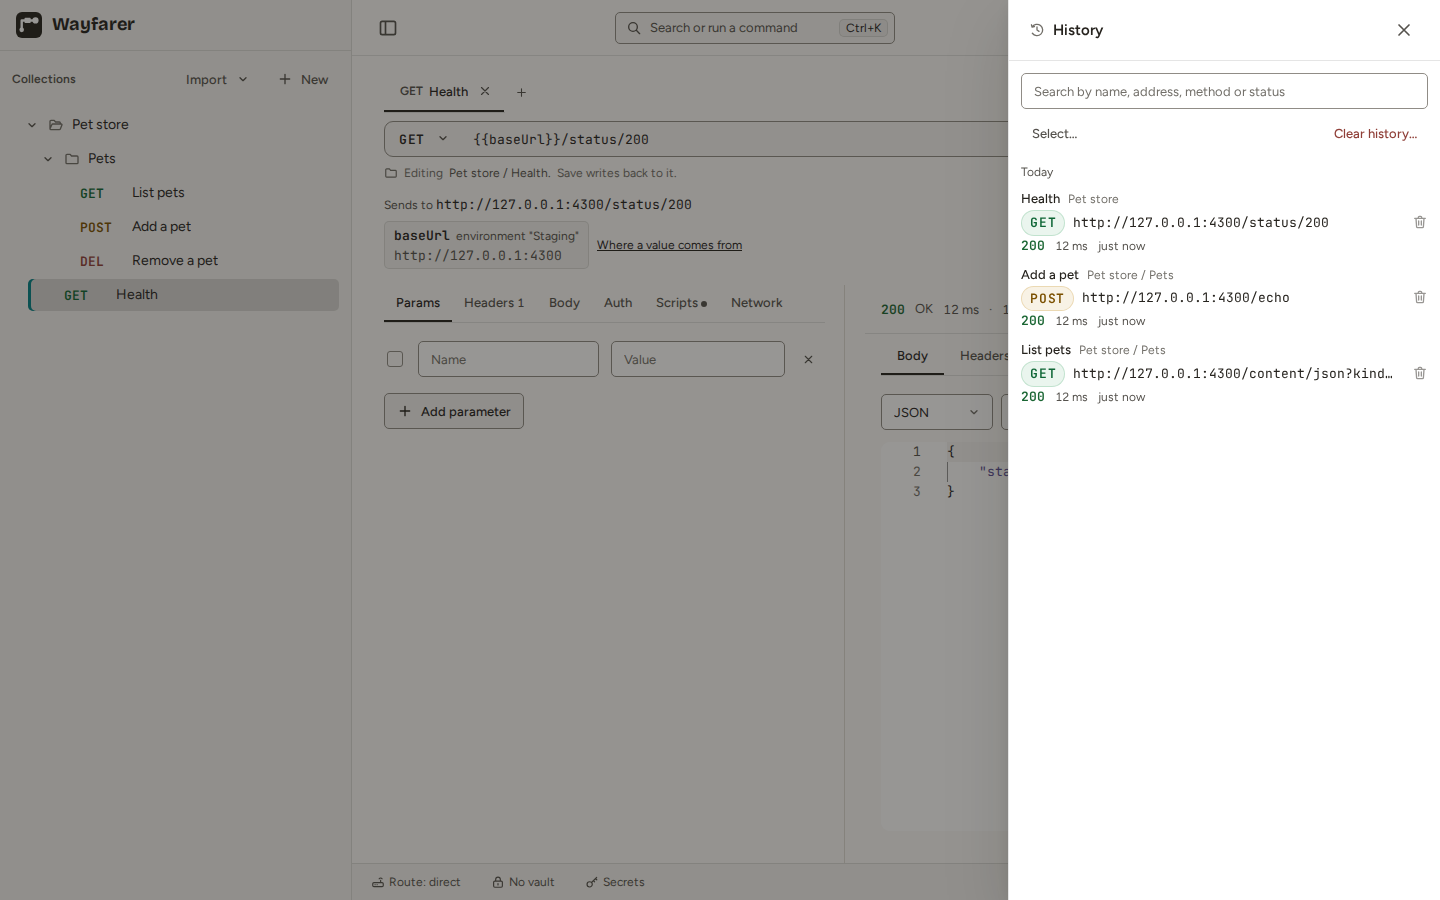 Wayfarer
Search or run a command
Ctrl+K
Collections
Import
New
Pet store
Pets
GET List pets
POST Add a pet
DEL Remove a pet
GET Health
GET Health
GET {{baseUrl}}/status/200
Editing Pet store / Health. Save writes back to it.
Sends to http://127.0.0.1:4300/status/200
baseUrl environment "Staging"
http://127.0.0.1:4300
Where a value comes from
Params
Headers 1
Body
Auth
Scripts
Network
Name
Value
Add parameter
200 OK 12 ms ·
Body
Headers
JSON
1 {
2 "sta
3 }
Route: direct
No vault
Secrets
History
Search by name, address, method or status
Select...
Clear history...
Today
Health Pet store
GET http://127.0.0.1:4300/status/200
200 12 ms just now
Add a pet Pet store / Pets
POST http://127.0.0.1:4300/echo
200 12 ms just now
List pets Pet store / Pets
GET http://127.0.0.1:4300/content/json?kind…
200 12 ms just now